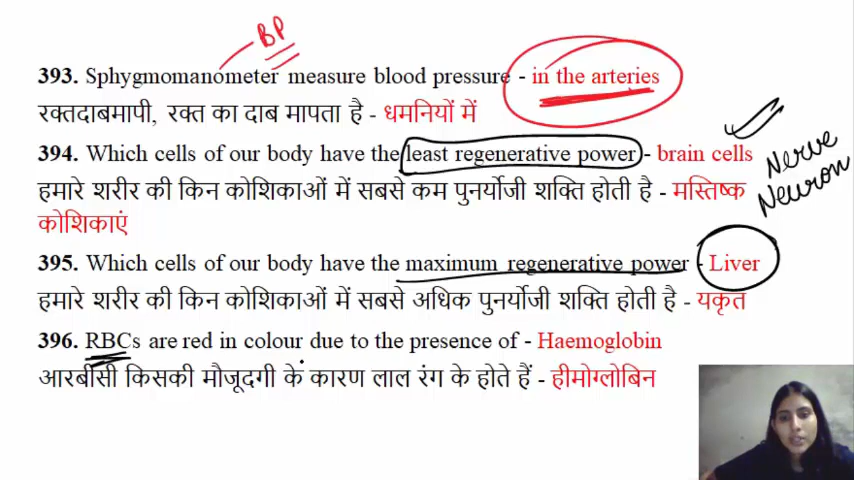 BP
393. Sphygmomanometer measure blood pressure - in the arteries
रक्तदाबमापी, रक्त का दाब मापता है - धमनियों में
394. Which cells of our body have the least regenerative power - brain cells
Nerve
Neuron
हमारे शरीर की किन कोशिकाओं में सबसे कम पुनर्योजी शक्ति होती है - मस्तिष्क
कोशिकाएं
395. Which cells of our body have the maximum regenerative power - Liver
हमारे शरीर की किन कोशिकाओं में सबसे अधिक पुनर्योजी शक्ति होती है - यकृत
396. RBCs are red in colour due to the presence of - Haemoglobin
आरबीसी किसकी मौजूदगी के कारण लाल रंग के होते हैं - हीमोग्लोबिन